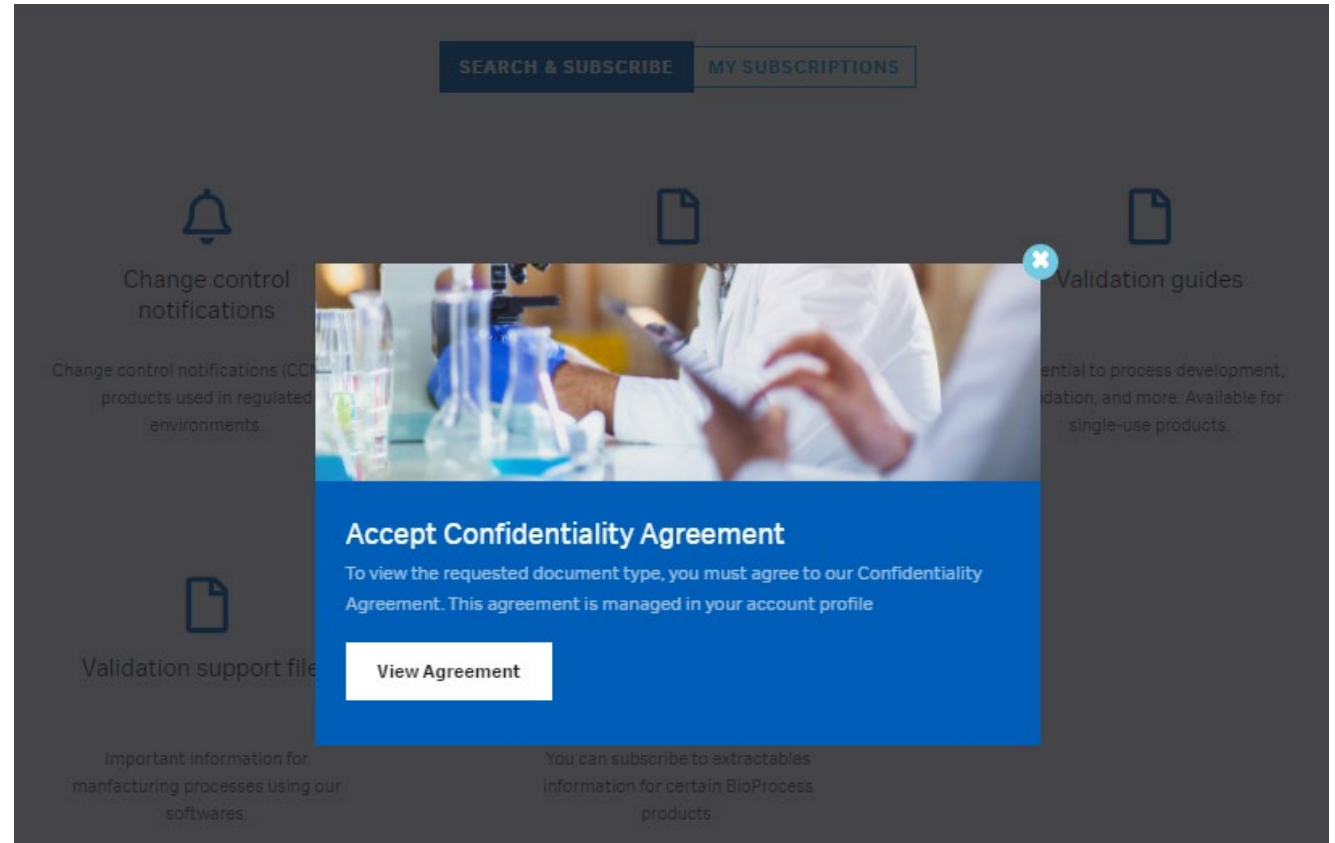 SEARCH & SUBSCRIBE
MY SUBSCRIPTIONS
Change control
notifications
Change control notifications (CC
products used in regulated
environments.
Validation guides
ential to process development,
dation, and more. Available for
single-use products.
Accept Confidentiality Agreement
To view the requested document type, you must agree to our Confidentiality
Agreement. This agreement is managed in your account profile
View Agreement
Validation support file
Important information for
manfacturing processes using our
softwares.
You can subscribe to extractables
information for certain BioProcess
products.